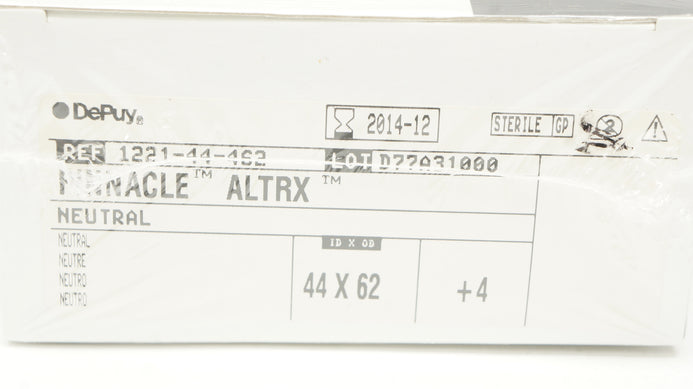 DePuy®
2014-12
STERILE GP
2
REF 1221-44-462
LOT D77A31000
PINNACLE™ ALTRX™
NEUTRAL
NEUTRAL
NEUTRE
NEUTRO
NEUTRO
ID X OD
44 X 62
+4